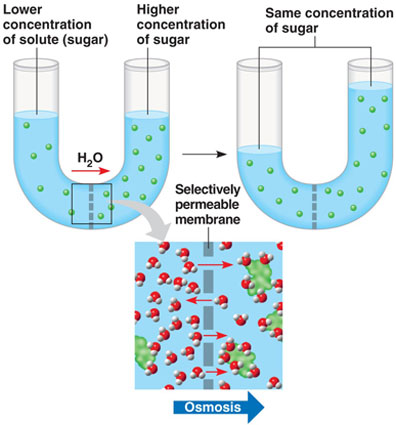 Lower
concentration
of solute (sugar)
Higher
concentration
of sugar
Same concentration
of sugar
H₂O
Selectively
permeable
membrane
Osmosis